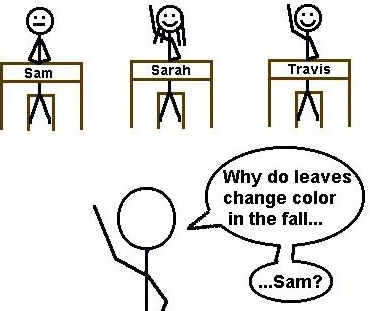 Sam
Sarah
Travis
Why do leaves
change color
in the fall...
...Sam?